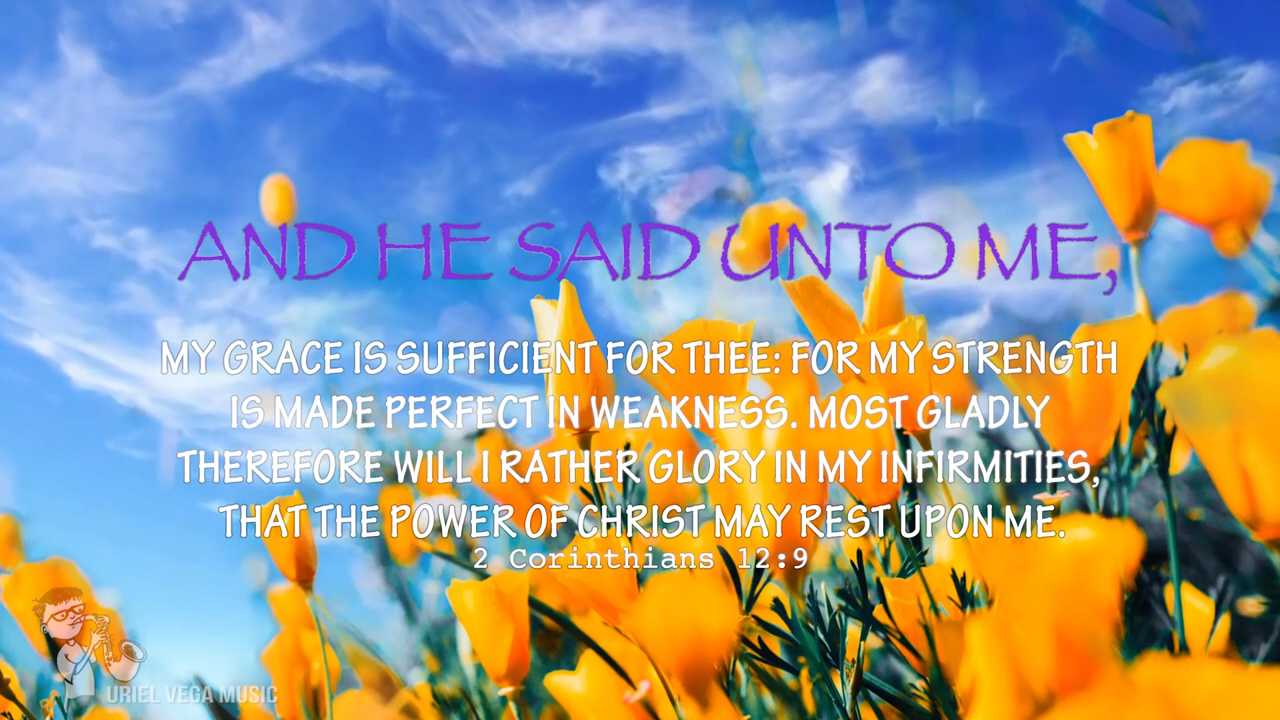 AND HE SAID UNTO ME,
MY GRACE IS SUFFICIENT FOR THEE: FOR MY STRENGTH
IS MADE PERFECT IN WEAKNESS. MOST GLADLY
THEREFORE WILL I RATHER GLORY IN MY INFIRMITIES,
THAT THE POWER OF CHRIST MAY REST UPON ME.
2 Corinthians 12:9
URIEL VEGA MUSIC